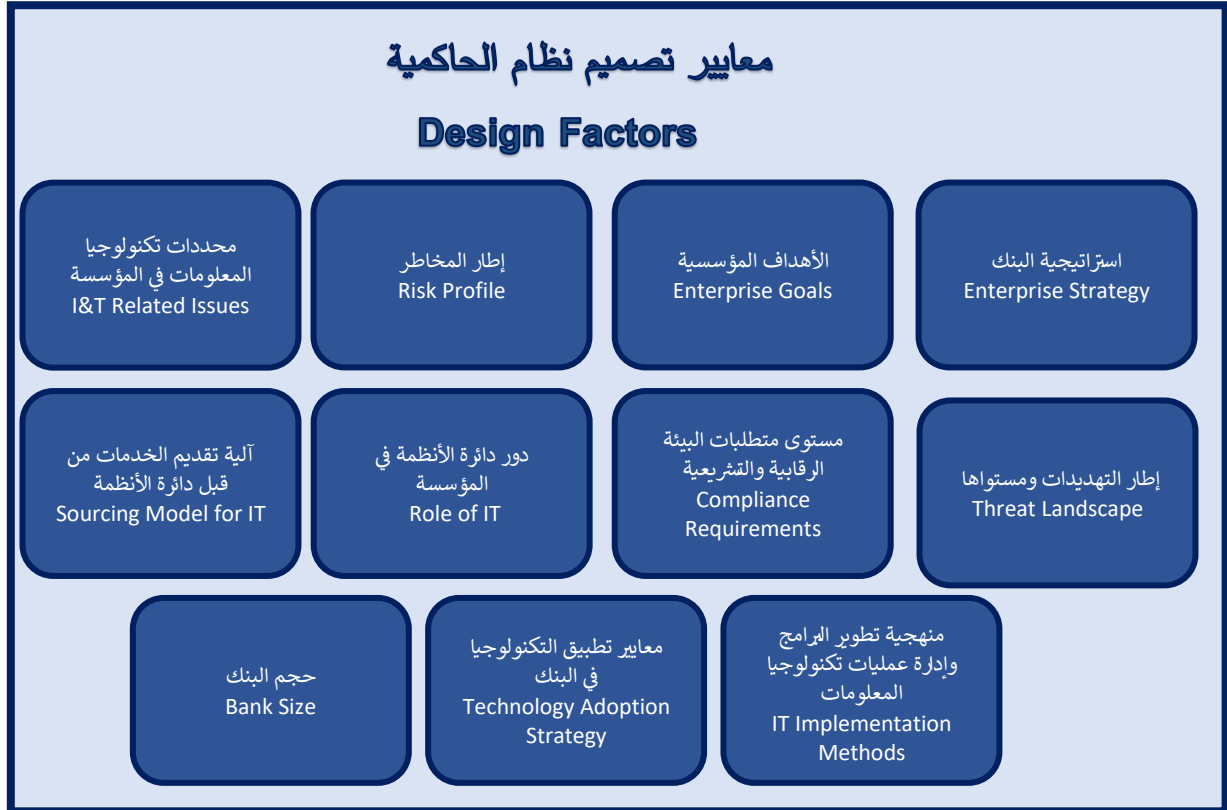 معايير تصميم نظام الحاكمية
Design Factors
استراتيجية البنك
Enterprise Strategy
الأهداف المؤسسية
Enterprise Goals
إطار المخاطر
Risk Profile
محددات تكنولوجيا
المعلومات في المؤسسة
I&T Related Issues
إطار التهديدات ومستواها
Threat Landscape
مستوى متطلبات البيئة
الرقابية والتشريعية
Compliance
Requirements
دور دائرة الأنظمة في
المؤسسة
Role of IT
آلية تقديم الخدمات من
قبل دائرة الأنظمة
Sourcing Model for IT
منهجية تطوير البرامج
وإدارة عمليات تكنولوجيا
المعلومات
IT Implementation
Methods
معايير تطبيق التكنولوجيا
في البنك
Technology Adoption
Strategy
حجم البنك
Bank Size